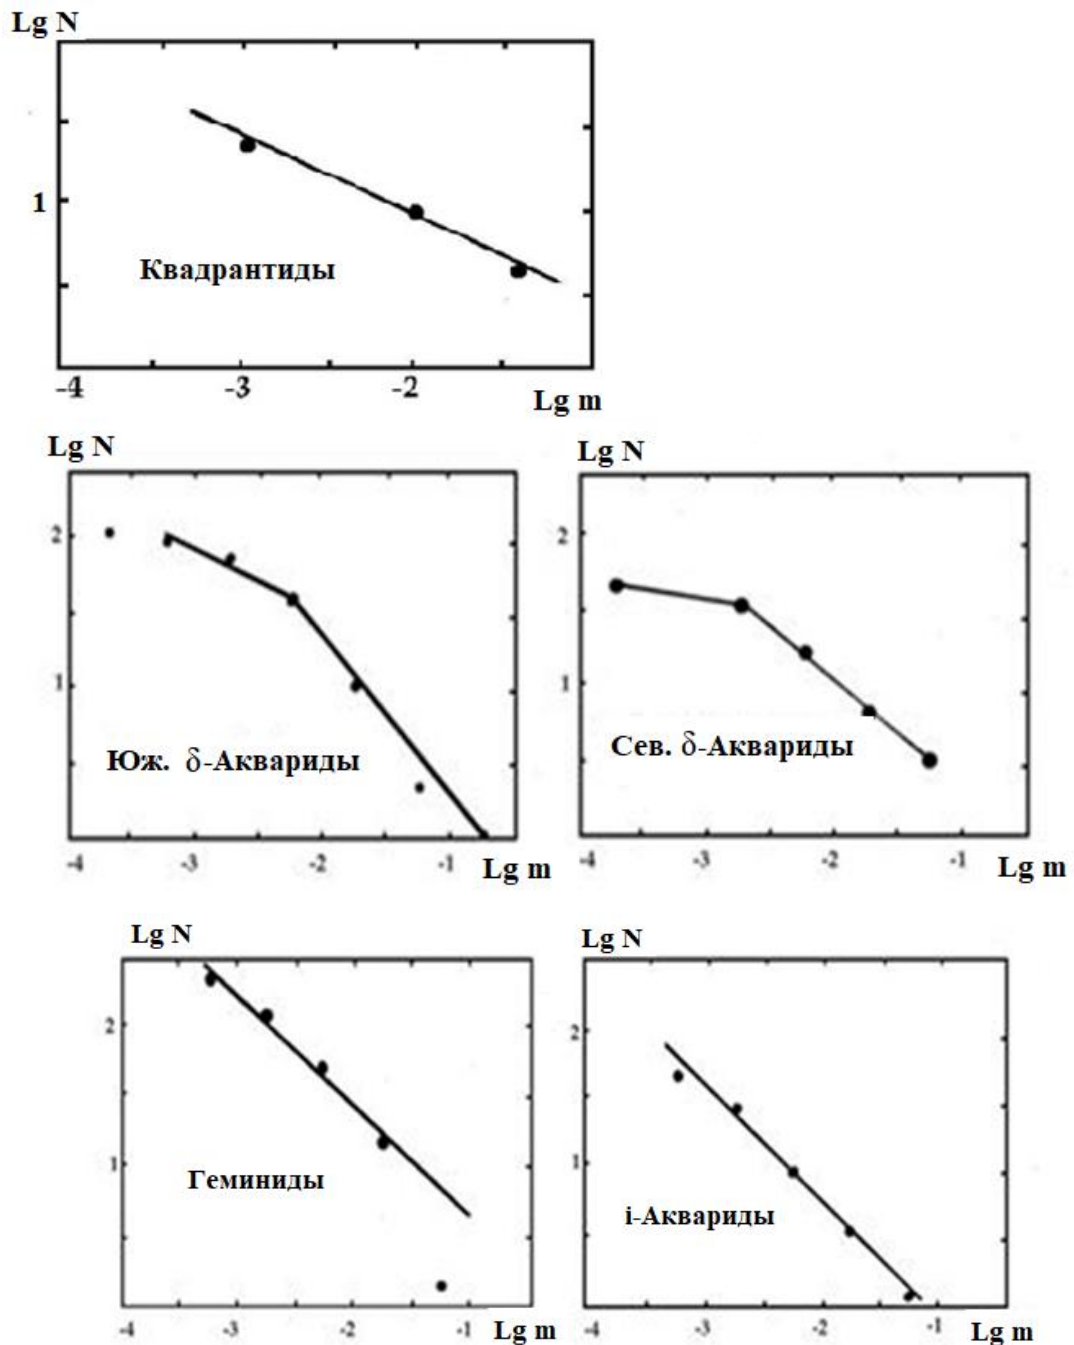 Lg N
1
Квадрантиды
-4 -3 -2 Lg m
Lg N
2
1
Юж. δ-Аквариды
-4 -3 -2 -1 Lg m
Lg N
2
1
Сев. δ-Аквариды
-4 -3 -2 -1 Lg m
Lg N
2
1
Геминиды
-4 -3 -2 -1 Lg m
Lg N
2
1
i-Аквариды
-4 -3 -2 -1 Lg m